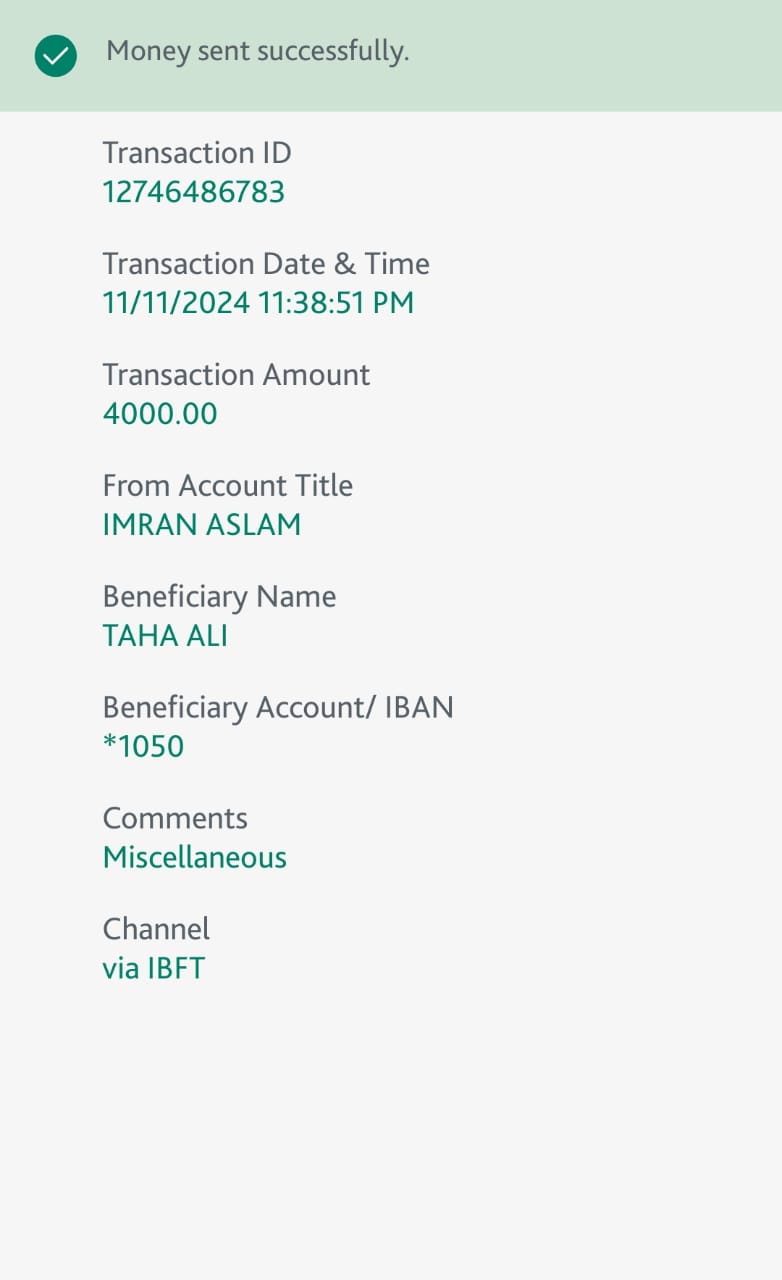 Money sent successfully.
Transaction ID
12746486783
Transaction Date & Time
11/11/2024 11:38:51 PM
Transaction Amount
4000.00
From Account Title
IMRAN ASLAM
Beneficiary Name
TAHA ALI
Beneficiary Account/ IBAN
*1050
Comments
Miscellaneous
Channel
via IBFT